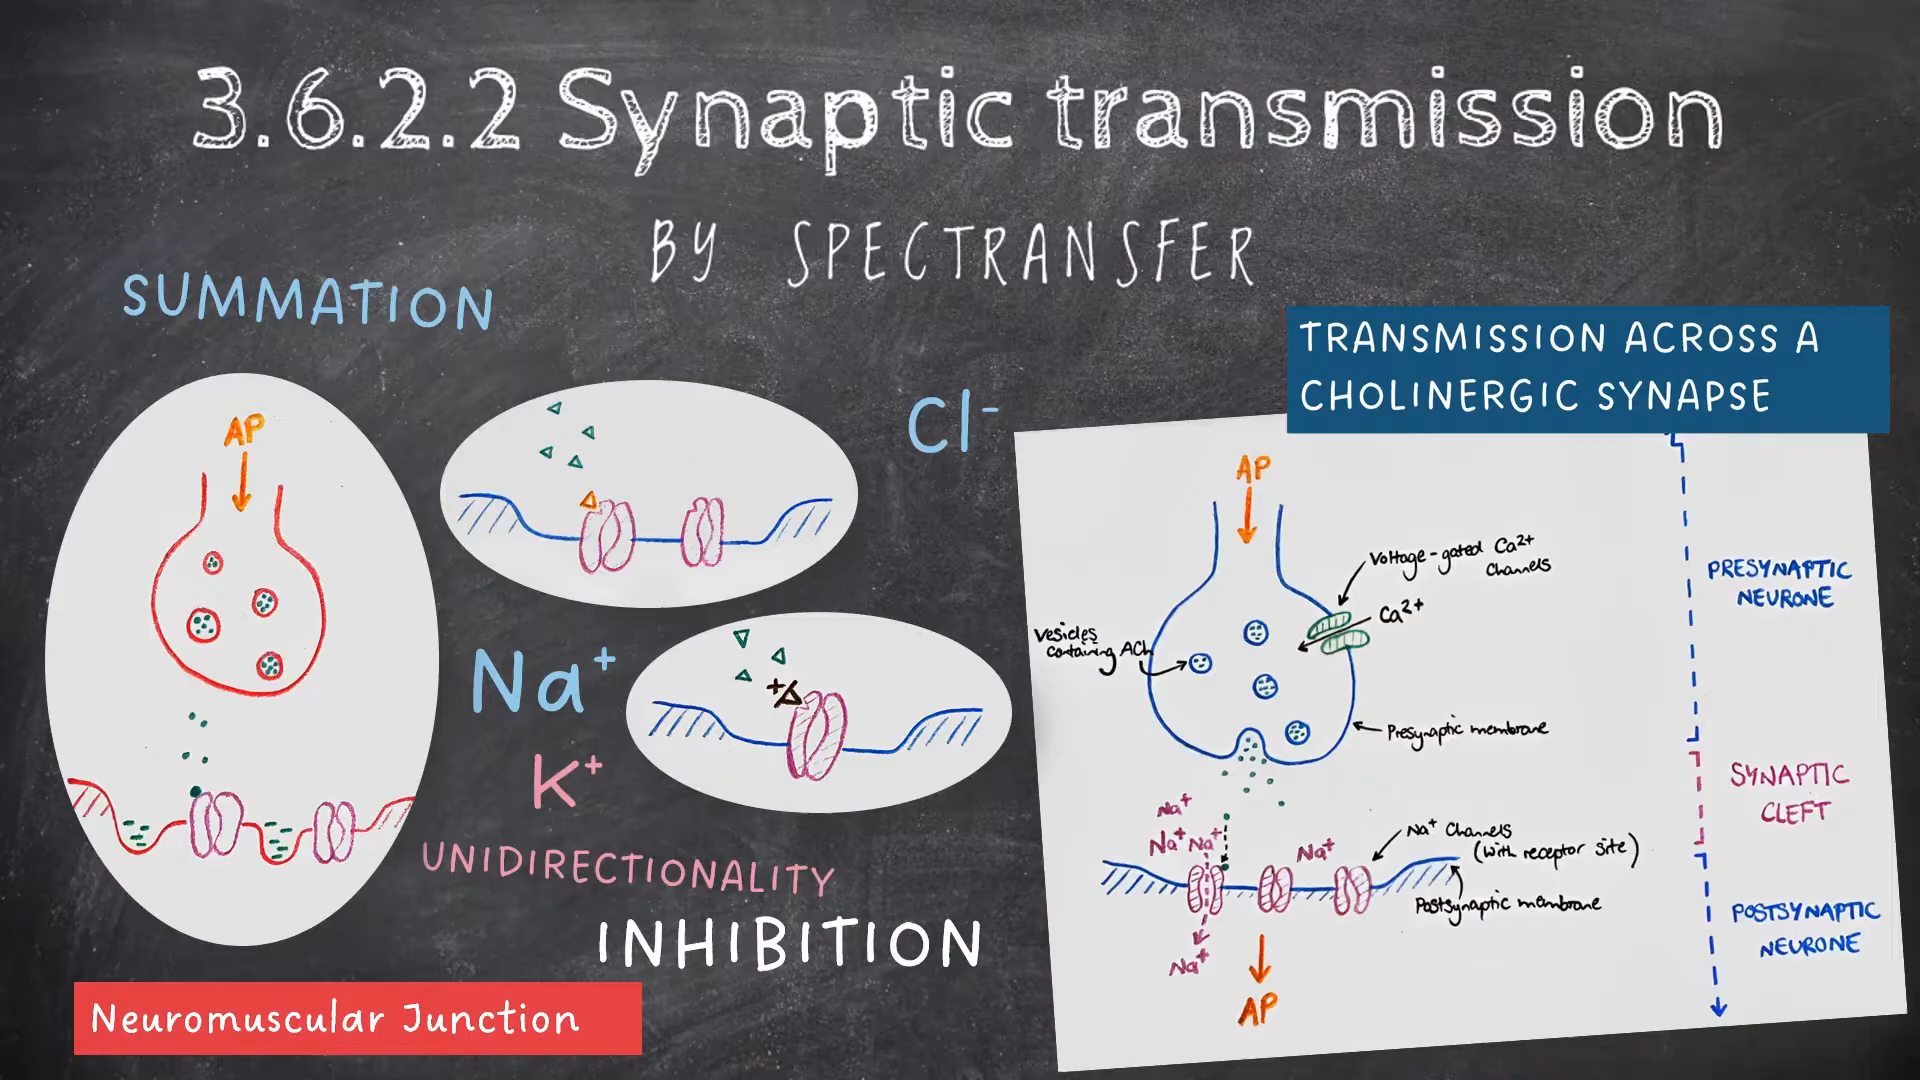 3.6.2.2 Synaptic transmission
BY SPECTRANSFER
SUMMATION
AP
Cl⁻
Na⁺
K⁺
UNIDIRECTIONALITY
INHIBITION
Neuromuscular Junction
TRANSMISSION ACROSS A
CHOLINERGIC SYNAPSE
AP
Voltage-gated Ca²⁺
channels
Ca²⁺
Vesicles
containing ACh
Presynaptic membrane
Na⁺
Na⁺ Na⁺
Na⁺
Na⁺ Channels
(with receptor site)
Postsynaptic membrane
Na⁺
AP
PRESYNAPTIC
NEURONE
SYNAPTIC
CLEFT
POSTSYNAPTIC
NEURONE